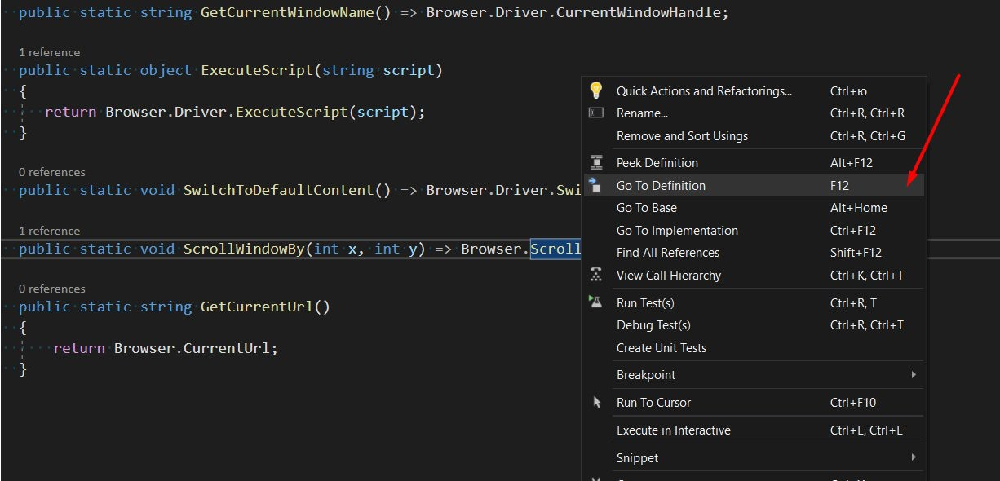 public static string GetCurrentWindowName() => Browser.Driver.CurrentWindowHandle;
1 reference
public static object ExecuteScript(string script)
{
return Browser.Driver.ExecuteScript(script);
}
0 references
public static void SwitchToDefaultContent() => Browser.Driver.Swi
1 reference
public static void ScrollWindowBy(int x, int y) => Browser.Scroll
0 references
public static string GetCurrentUrl()
{
return Browser.CurrentUrl;
}
Quick Actions and Refactorings... Ctrl+ю
Rename... Ctrl+R, Ctrl+R
Remove and Sort Usings Ctrl+R, Ctrl+G
Peek Definition Alt+F12
Go To Definition F12
Go To Base Alt+Home
Go To Implementation Ctrl+F12
Find All References Shift+F12
View Call Hierarchy Ctrl+K, Ctrl+T
Run Test(s) Ctrl+R, T
Debug Test(s) Ctrl+R, Ctrl+T
Create Unit Tests
Breakpoint
Run To Cursor Ctrl+F10
Execute in Interactive Ctrl+E, Ctrl+E
Snippet